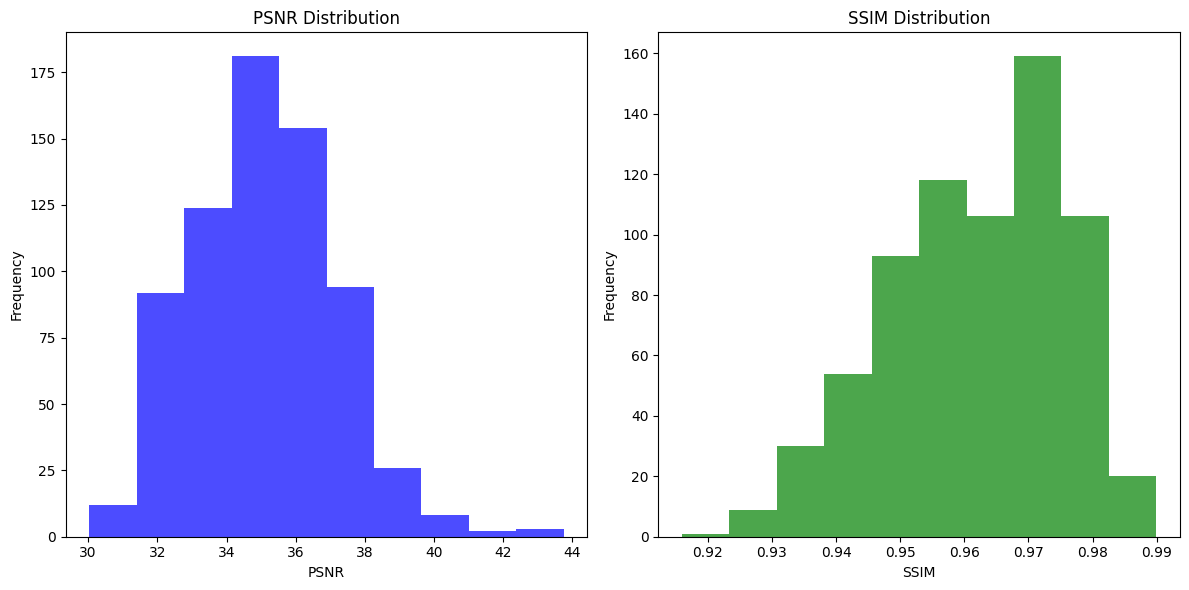 PSNR Distribution
175
150
125
100
75
50
25
0
Frequency
30 32 34 36 38 40 42 44
PSNR
SSIM Distribution
160
140
120
100
80
60
40
20
0
Frequency
0.92 0.93 0.94 0.95 0.96 0.97 0.98 0.99
SSIM